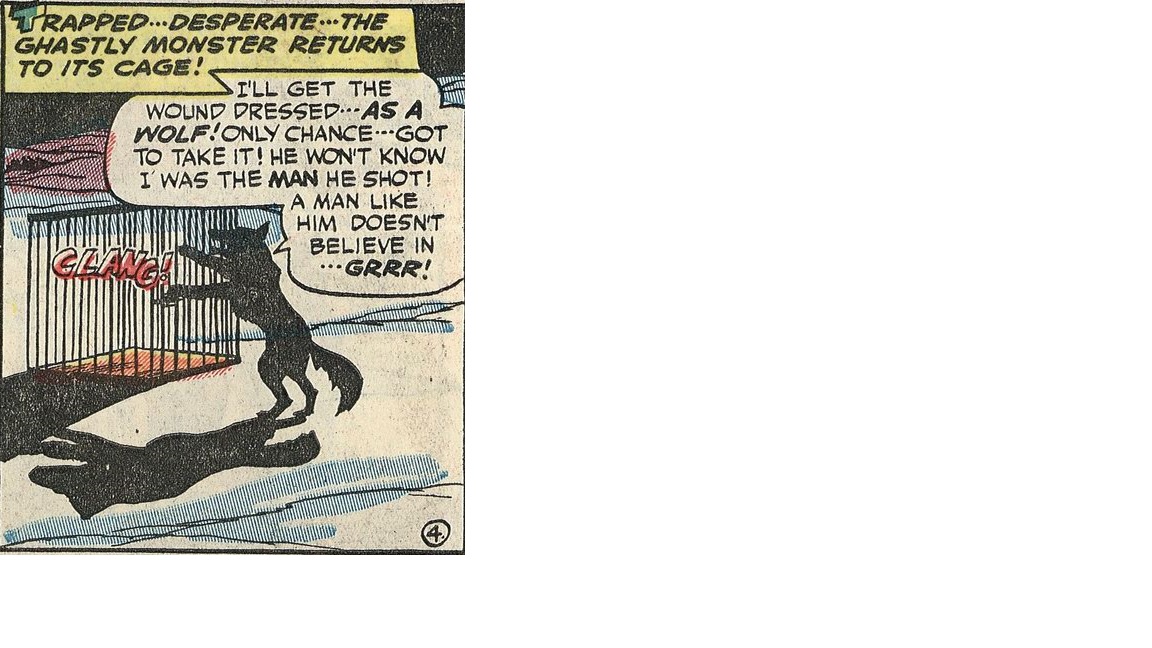 TRAPPED...DESPERATE...THE
GHASTLY MONSTER RETURNS
TO ITS CAGE!
I'LL GET THE
WOUND DRESSED...AS A
WOLF! ONLY CHANCE...GOT
TO TAKE IT! HE WON'T KNOW
I WAS THE MAN HE SHOT!
A MAN LIKE
HIM DOESN'T
BELIEVE IN
...GRRR!
CLANG!
4.